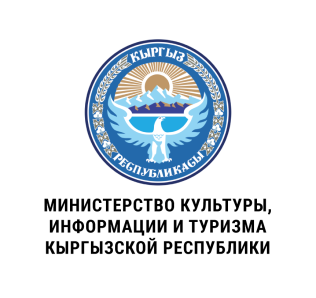 КЫРГЫЗ
РЕСПУБЛИКАСЫ
МИНИСТЕРСТВО КУЛЬТУРЫ,
ИНФОРМАЦИИ И ТУРИЗМА
КЫРГЫЗСКОЙ РЕСПУБЛИКИ